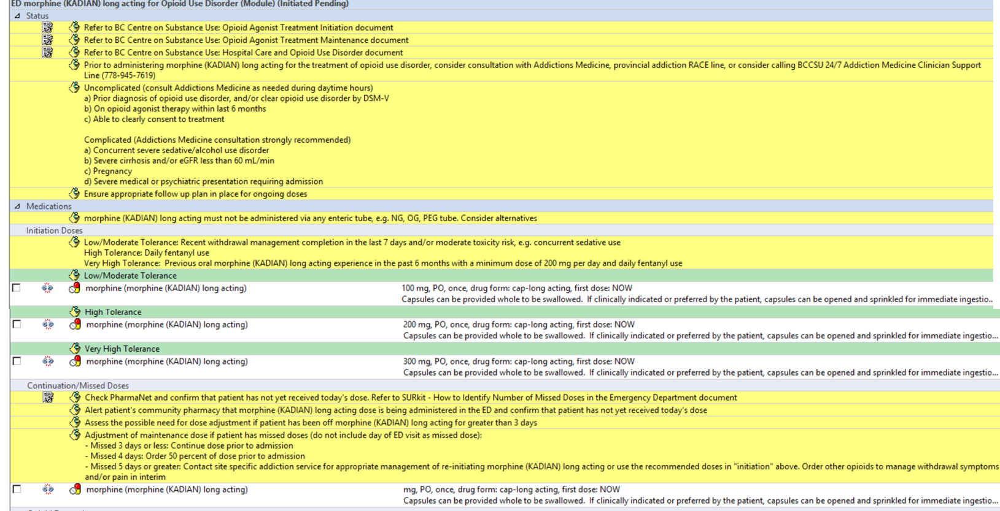 ED morphine (KADIAN) long acting for Opioid Use Disorder (Module) (Initiated Pending)
Status
Refer to BC Centre on Substance Use: Opioid Agonist Treatment Initiation document
Refer to BC Centre on Substance Use: Opioid Agonist Treatment Maintenance document
Refer to BC Centre on Substance Use: Hospital Care and Opioid Use Disorder document
Prior to administering morphine (KADIAN) long acting for the treatment of opioid use disorder, consider consultation with Addictions Medicine, provincial addiction RACE line, or consider calling BCCSU 24/7 Addiction Medicine Clinician Support
Line (778-945-7619)
Uncomplicated (consult Addictions Medicine as needed during daytime hours)
a) Prior diagnosis of opioid use disorder, and/or clear opioid use disorder by DSM-V
b) On opioid agonist therapy within last 6 months
c) Able to clearly consent to treatment
Complicated (Addictions Medicine consultation strongly recommended)
a) Concurrent severe sedative/alcohol use disorder
b) Severe cirrhosis and/or eGFR less than 60 mL/min
c) Pregnancy
d) Severe medical or psychiatric presentation requiring admission
Ensure appropriate follow up plan in place for ongoing doses
Medications
morphine (KADIAN) long acting must not be administered via any enteric tube, e.g. NG, OG, PEG tube. Consider alternatives
Initiation Doses
Low/Moderate Tolerance: Recent withdrawal management completion in the last 7 days and/or moderate toxicity risk, e.g. concurrent sedative use
High Tolerance: Daily fentanyl use
Very High Tolerance:  Previous oral morphine (KADIAN) long acting experience in the past 6 months with a minimum dose of 200 mg per day and daily fentanyl use
Low/Moderate Tolerance
morphine (morphine (KADIAN) long acting) 100 mg, PO, once, drug form: cap-long acting, first dose: NOW
Capsules can be provided whole to be swallowed.  If clinically indicated or preferred by the patient, capsules can be opened and sprinkled for immediate ingestio...
High Tolerance
morphine (morphine (KADIAN) long acting) 200 mg, PO, once, drug form: cap-long acting, first dose: NOW
Capsules can be provided whole to be swallowed.  If clinically indicated or preferred by the patient, capsules can be opened and sprinkled for immediate ingestio...
Very High Tolerance
morphine (morphine (KADIAN) long acting) 300 mg, PO, once, drug form: cap-long acting, first dose: NOW
Capsules can be provided whole to be swallowed.  If clinically indicated or preferred by the patient, capsules can be opened and sprinkled for immediate ingestio...
Continuation/Missed Doses
Check PharmaNet and confirm that patient has not yet received today's dose. Refer to SURkit - How to Identify Number of Missed Doses in the Emergency Department document
Alert patient's community pharmacy that morphine (KADIAN) long acting dose is being administered in the ED and confirm that patient has not yet received today's dose
Assess the possible need for dose adjustment if patient has been off morphine (KADIAN) long acting for greater than 3 days
Adjustment of maintenance dose if patient has missed doses (do not include day of ED visit as missed dose):
- Missed 3 days or less: Continue dose prior to admission
- Missed 4 days: Order 50 percent of dose prior to admission
- Missed 5 days or greater: Contact site specific addiction service for appropriate management of re-initiating morphine (KADIAN) long acting or use the recommended doses in "initiation" above. Order other opioids to manage withdrawal symptoms
and/or pain in interim
morphine (morphine (KADIAN) long acting) mg, PO, once, drug form: cap-long acting, first dose: NOW
Capsules can be provided whole to be swallowed.  If clinically indicated or preferred by the patient, capsules can be opened and sprinkled for immediate ingestio...